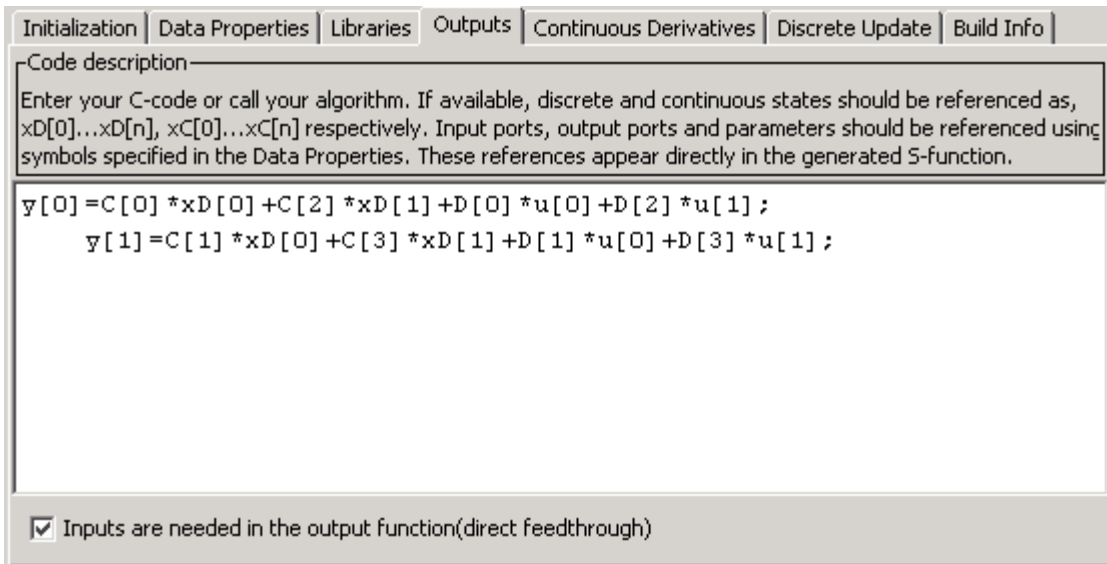 Initialization Data Properties Libraries Outputs Continuous Derivatives Discrete Update Build Info
Code description
Enter your C-code or call your algorithm. If available, discrete and continuous states should be referenced as,
xD[0]...xD[n], xC[0]...xC[n] respectively. Input ports, output ports and parameters should be referenced using
symbols specified in the Data Properties. These references appear directly in the generated S-function.
y[0]=C[0]*xD[0]+C[2]*xD[1]+D[0]*u[0]+D[2]*u[1];
y[1]=C[1]*xD[0]+C[3]*xD[1]+D[1]*u[0]+D[3]*u[1];
Inputs are needed in the output function(direct feedthrough)